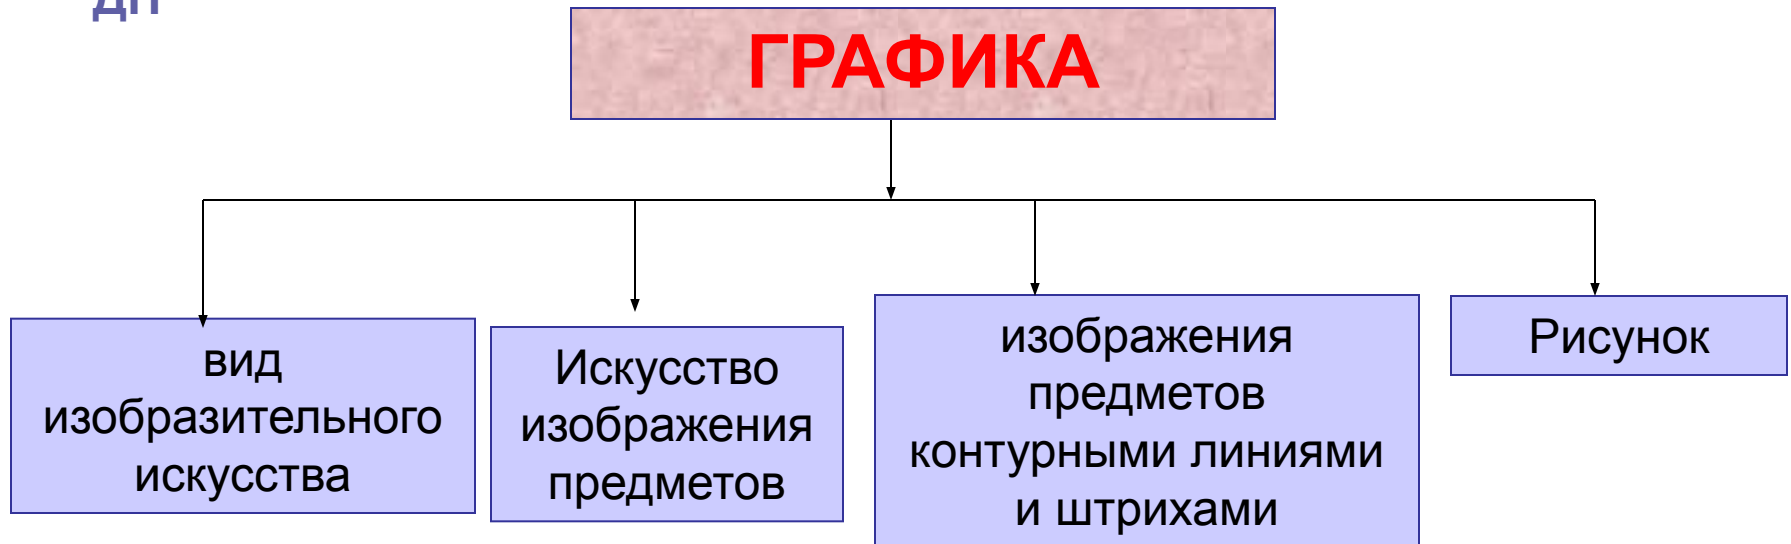 ГРАФИКА
вид
изобразительного
искусства
Искусство
изображения
предметов
изображения
предметов
контурными линиями
и штрихами
Рисунок